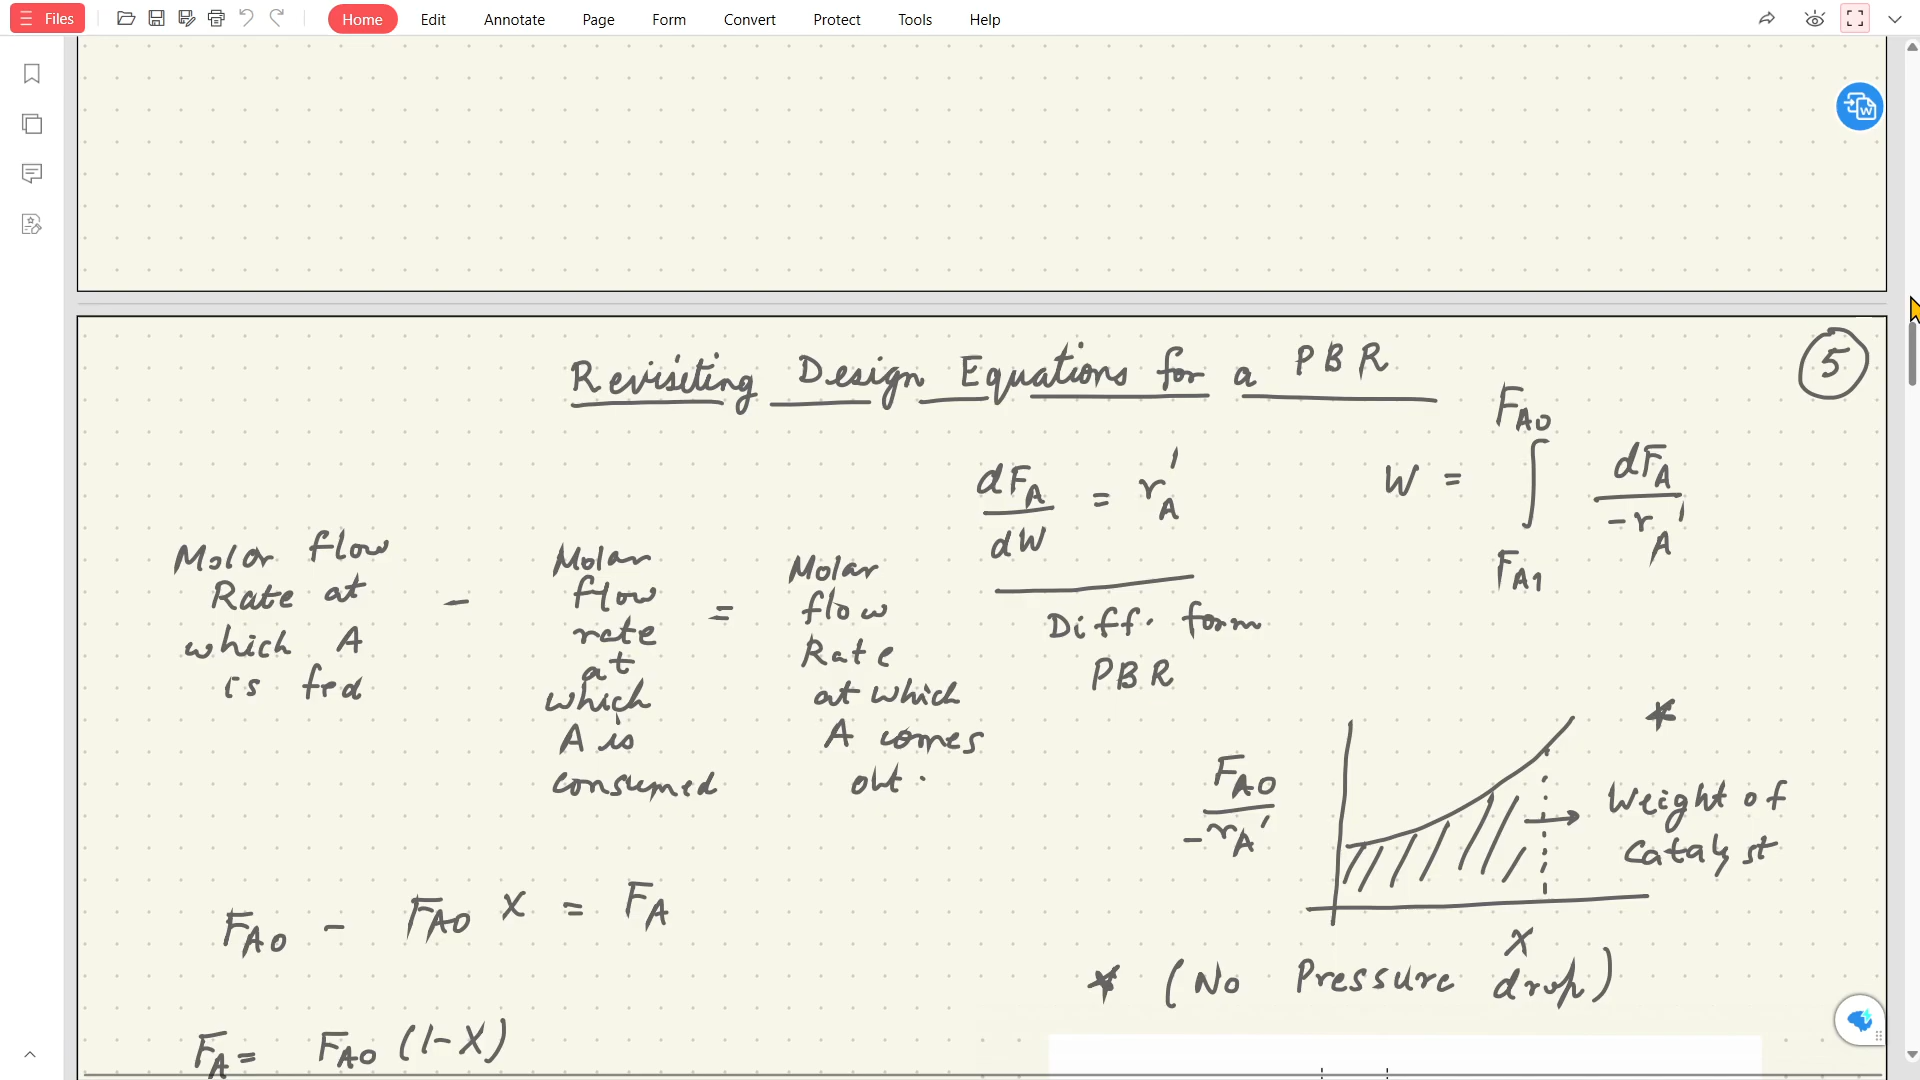 Files
Home Edit Annotate Page Form Convert Protect Tools Help
Revisiting Design Equations for a PBR
5
dFA/dW = rA'
W = ∫ FA0 FA1 dFA/-rA'
Diff. form
PBR
Molar flow
Rate at
which A
is fed
-
Molar
flow
rate
at
which
A is
consumed
=
Molar
flow
Rate
at which
A comes
out.
FA0/-rA'
*
Weight of
Catalyst
X
* (No Pressure drop)
FA0 - FA0 X = FA
FA = FA0 (1-X)